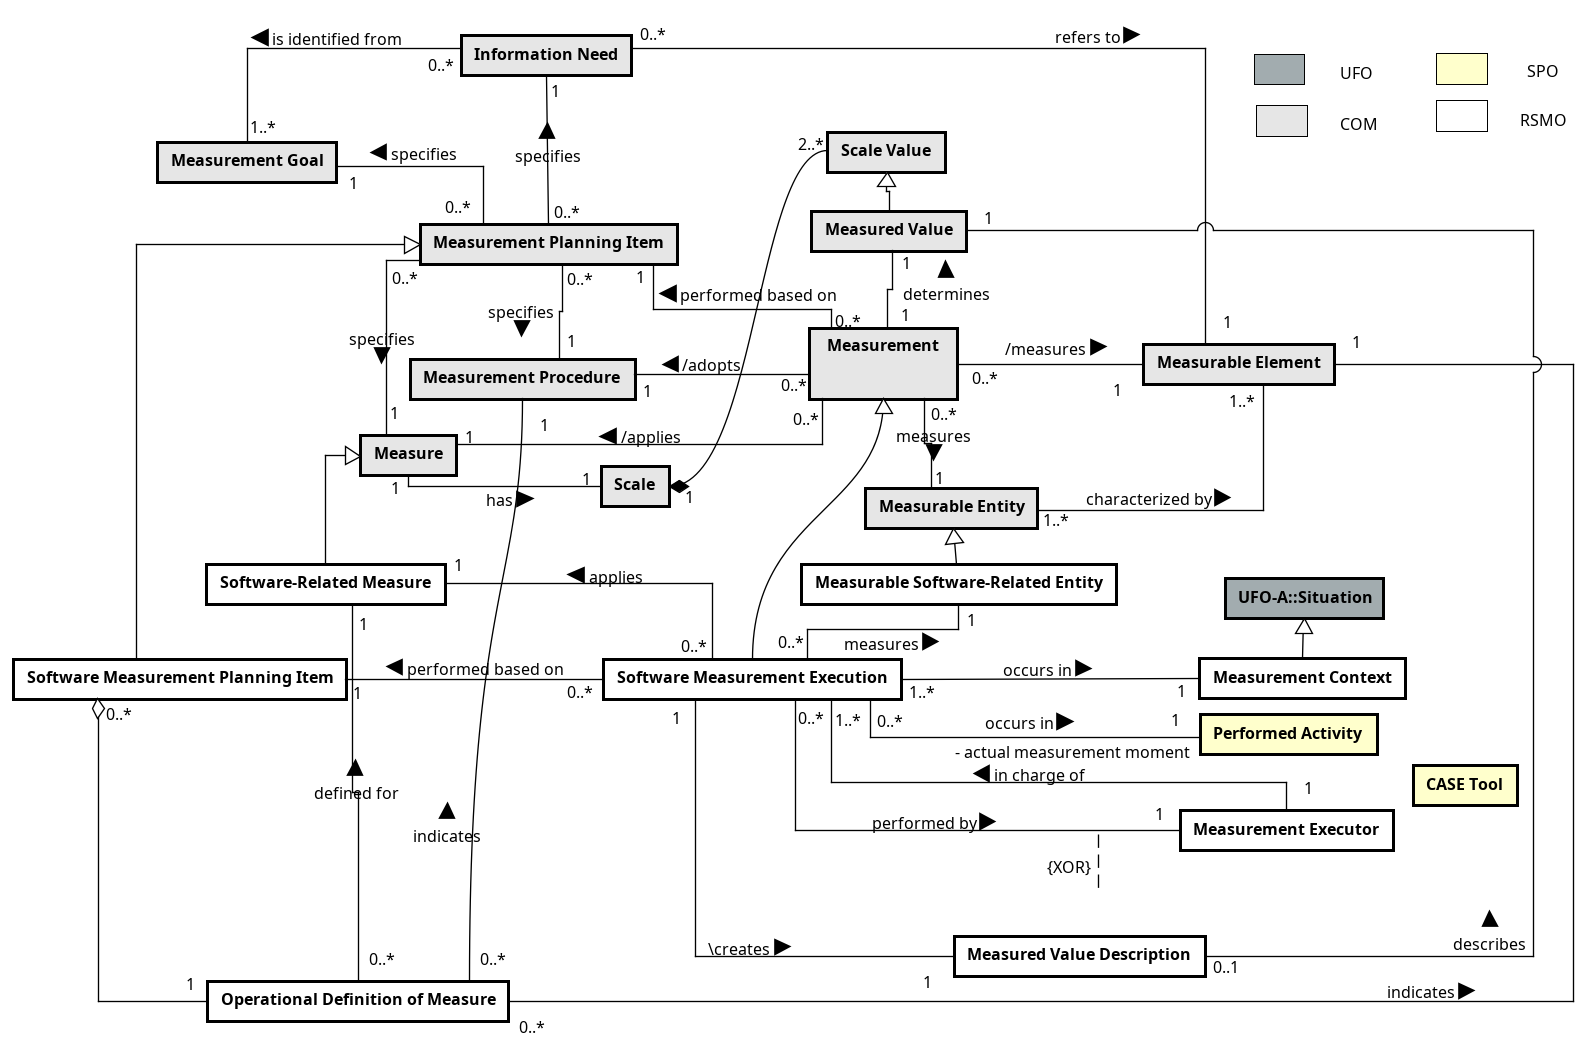 is identified from
0..*
Information Need
0..*
refers to
UFO
SPO
COM
RSMO
1
1..*
Measurement Goal
specifies
1
specifies
2..*
Scale Value
0..*
0..*
Measurement Planning Item
Measured Value
1
0..*
0..*
1
performed based on
1
determines
0..*
1
specifies
specifies
1
1
Measurement
/measures
0..*
1
Measurable Element
1
1..*
Measurement Procedure
1
/adopts
0..*
1
1
0..*
0..*
measures
Measure
1
/applies
1
has
1
Scale
1
1
Measurable Entity
1..*
characterized by
Software-Related Measure
1
applies
Measurable Software-Related Entity
UFO-A::Situation
1
0..*
0..*
measures
1
Software Measurement Planning Item
1
performed based on
0..*
Software Measurement Execution
1..*
occurs in
1
Measurement Context
0..*
1
0..*
1..*
0..*
occurs in
1
Performed Activity
- actual measurement moment
in charge of
1
CASE Tool
defined for
indicates
performed by
1
Measurement Executor
{XOR}
\creates
1
Measured Value Description
0..1
describes
0..*
0..*
1
Operational Definition of Measure
0..*
indicates